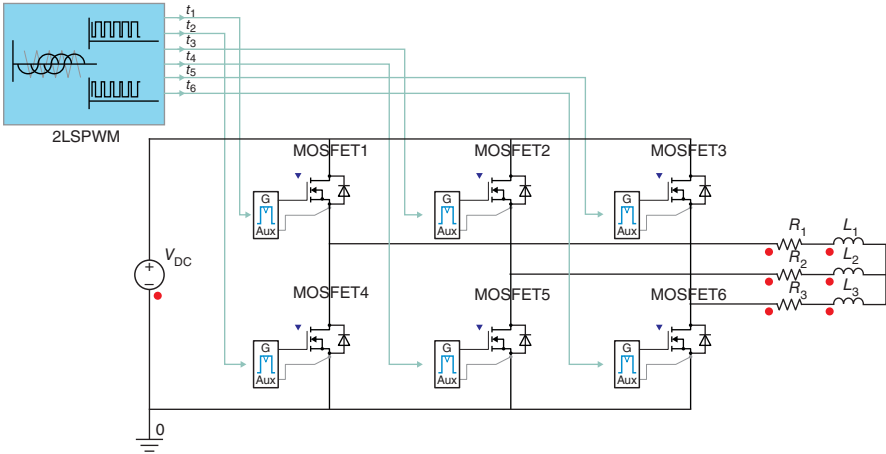 t1
t2
t3
t4
t5
t6
2LSPWM
MOSFET1 MOSFET2 MOSFET3
G G G
Aux Aux Aux
R1 L1
VDC
+
−
R2 L2
R3 L3
MOSFET4 MOSFET5 MOSFET6
G G G
Aux Aux Aux
0